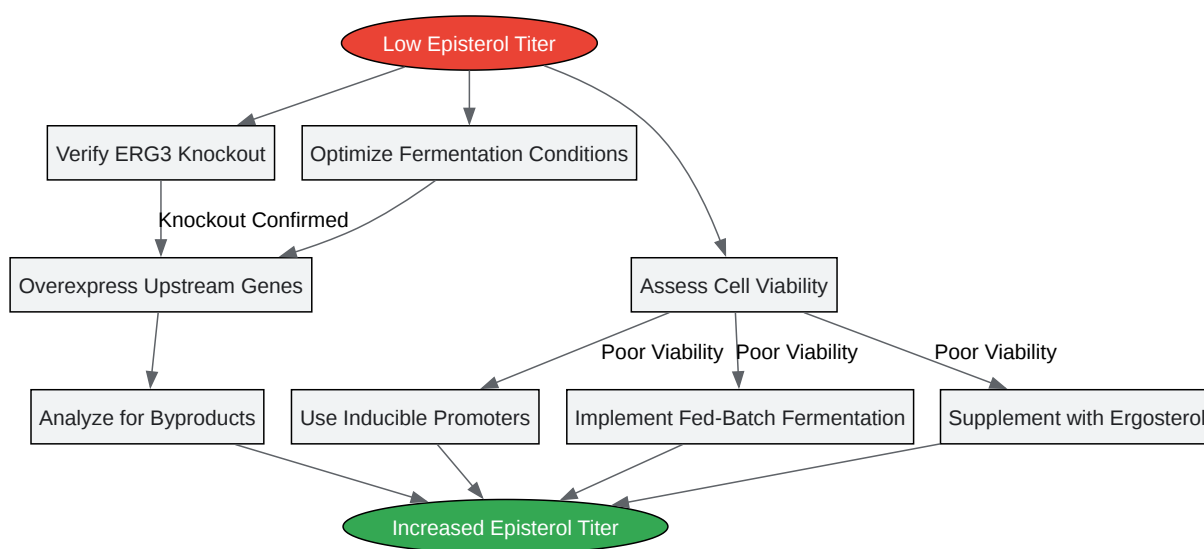 Low Episterol Titer
Verify ERG3 Knockout
Optimize Fermentation Conditions
Knockout Confirmed
Overexpress Upstream Genes
Assess Cell Viability
Poor Viability
Poor Viability
Poor Viability
Analyze for Byproducts
Use Inducible Promoters
Implement Fed-Batch Fermentation
Supplement with Ergosterol
Increased Episterol Titer